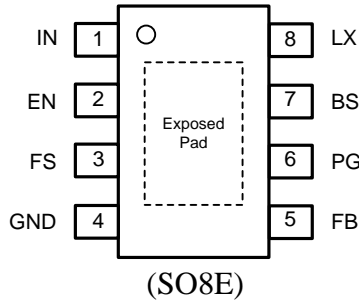 IN 1 8 LX
EN 2 7 BS
Exposed
Pad
FS 3 6 PG
GND 4 5 FB
(SO8E)